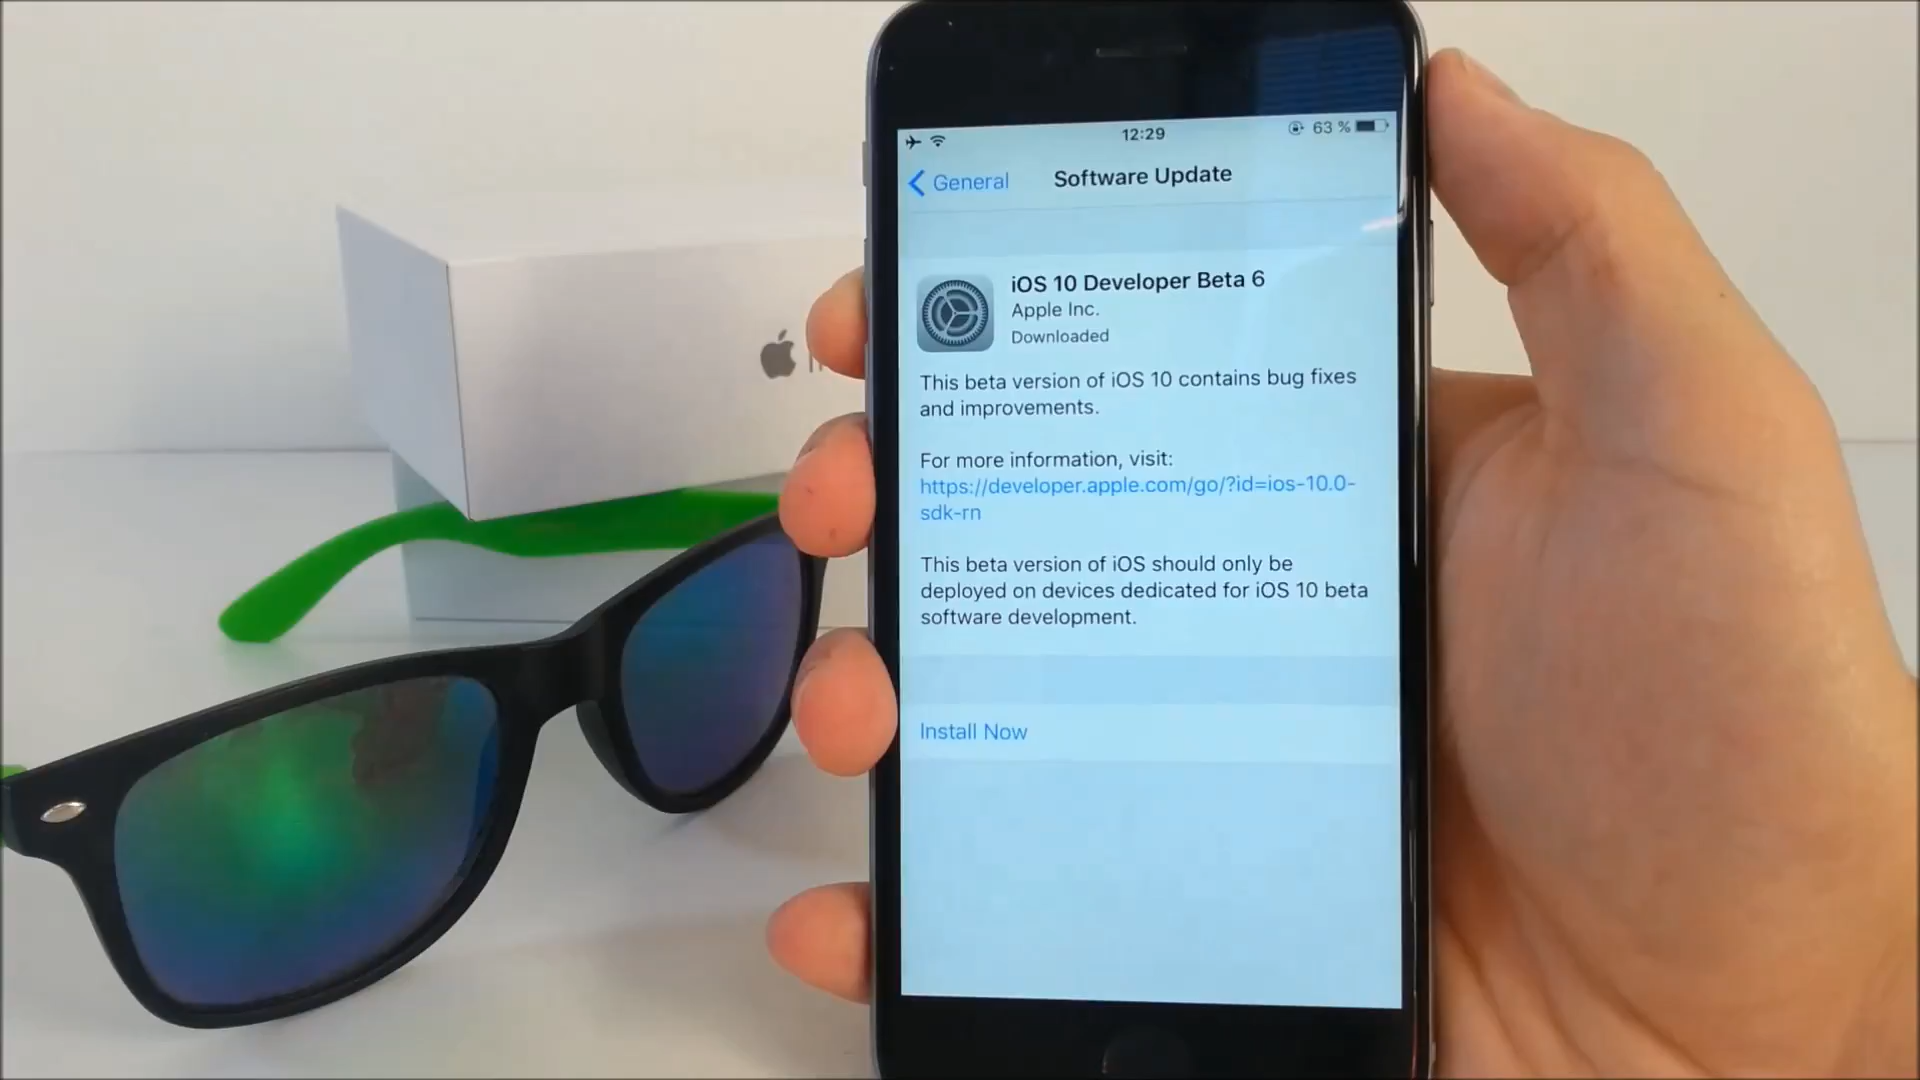 12:29
63 %
General
Software Update
iOS 10 Developer Beta 6
Apple Inc.
Downloaded
This beta version of iOS 10 contains bug fixes
and improvements.
For more information, visit:
https://developer.apple.com/go/?id=ios-10.0-
sdk-rn
This beta version of iOS should only be
deployed on devices dedicated for iOS 10 beta
software development.
Install Now